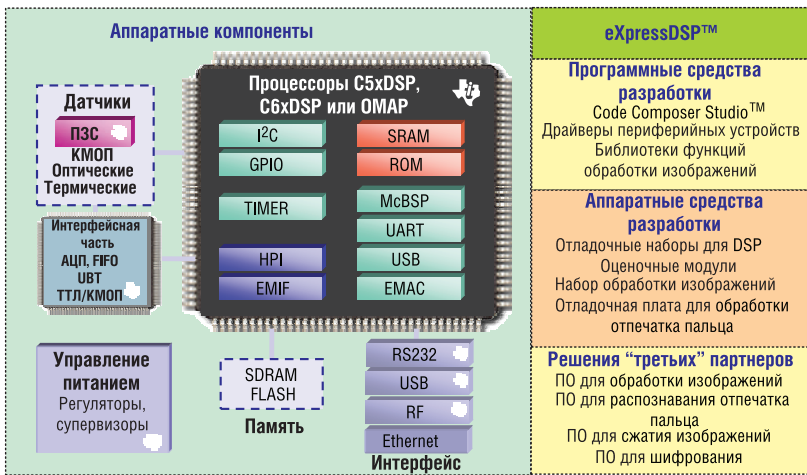 Аппаратные компоненты
Процессоры C5xDSP,
C6xDSP или OMAP
I²C
GPIO
TIMER
HPI
EMIF
SRAM
ROM
McBSP
UART
USB
EMAC
Датчики
ПЗС
КМОП
Оптические
Термические
Интерфейсная
часть
АЦП, FIFO
UBT
ТТЛ/КМОП
Управление
питанием
Регуляторы,
супервизоры
SDRAM
FLASH
Память
RS232
USB
RF
Ethernet
Интерфейс
eXpressDSP™
Программные средства
разработки
Code Composer Studio™
Драйверы периферийных устройств
Библиотеки функций
обработки изображений
Аппаратные средства
разработки
Отладочные наборы для DSP
Оценочные модули
Набор обработки изображений
Отладочная плата для обработки
отпечатка пальца
Решения “третьих” партнеров
ПО для обработки изображений
ПО для распознавания отпечатка
пальца
ПО для сжатия изображений
ПО для шифрования